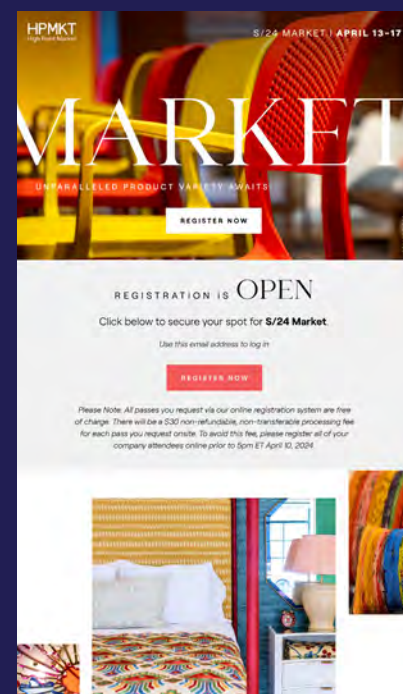 HPMKT
High Point Market
S/24 MARKET | APRIL 13–17
MARKET
UNPARALLELED PRODUCT VARIETY AWAITS
REGISTER NOW
REGISTRATION IS OPEN
Click below to secure your spot for S/24 Market.
Use this email address to log in
REGISTER NOW
Please Note: All passes you request via our online registration system are free
of charge. There will be a $30 non-refundable, non-transferable processing fee
for each pass you request onsite. To avoid this fee, please register all of your
company attendees online prior to 5pm ET April 10, 2024